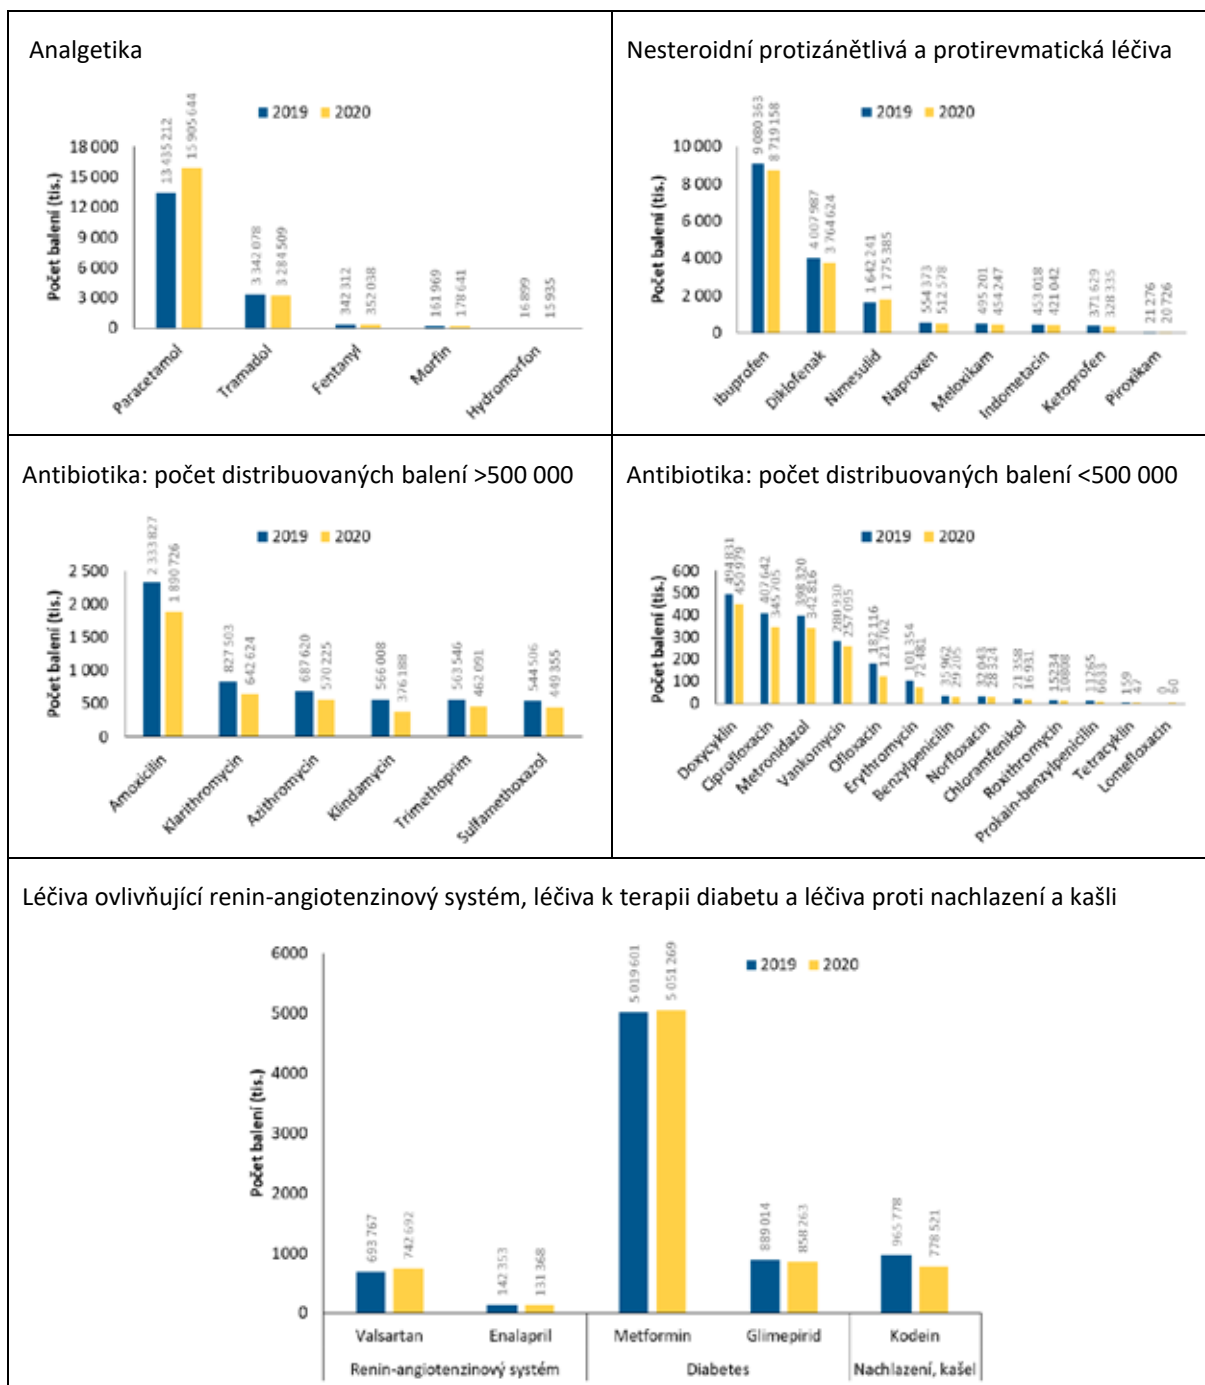 Analgetika
2019 2020
13 435 212
15 905 644
3 342 078
3 284 509
342 312
352 038
161 969
178 641
16 899
15 935
Počet balení (tis.)
18 000
15 000
12 000
9 000
6 000
3 000
0
Paracetamol
Tramadol
Fentanyl
Morfin
Hydromorfon
Nesteroidní protizánětlivá a protirevmatická léčiva
2019 2020
9 080 363
8 719 158
4 007 987
3 764 624
1 642 241
1 775 385
554 373
512 578
495 201
454 247
453 018
421 042
371 629
328 335
21 276
20 726
Počet balení (tis.)
10 000
8 000
6 000
4 000
2 000
0
Ibuprofen
Diklofenak
Nimesulid
Naproxen
Meloxikam
Indometacin
Ketoprofen
Piroxikam
Antibiotika: počet distribuovaných balení >500 000
2019 2020
2 333 827
1 890 726
827 503
642 624
687 620
570 225
566 008
376 188
563 546
462 091
544 506
449 355
Počet balení (tis.)
2 500
2 000
1 500
1 000
500
0
Amoxicilin
Klarithromycin
Azithromycin
Klindamycin
Trimethoprim
Sulfamethoxazol
Antibiotika: počet distribuovaných balení <500 000
2019 2020
494 831
450 979
407 642
345 705
398 320
342 816
280 930
257 095
182 116
121 762
101 354
72 481
35 962
29 205
32 043
28 324
21 358
16 931
15234
10808
11265
6633
159
47
0
60
Počet balení (tis.)
600
500
400
300
200
100
0
Doxycyklin
Ciprofloxacin
Metronidazol
Vankomycin
Ofloxacin
Erythromycin
Benzylpenicilin
Norfloxacin
Chloramfenikol
Roxithromycin
Prokain-benzylpenicilin
Tetracyklin
Lomefloxacin
Léčiva ovlivňující renin-angiotenzinový systém, léčiva k terapii diabetu a léčiva proti nachlazení a kašli
2019 2020
5 019 601
5 051 269
693 767
742 692
142 353
131 368
889 014
858 263
965 778
778 521
Počet balení (tis.)
6000
5000
4000
3000
2000
1000
0
Valsartan Enalapril Metformin Glimepirid Kodein
Renin-angiotenzinový systém Diabetes Nachlazení, kašel